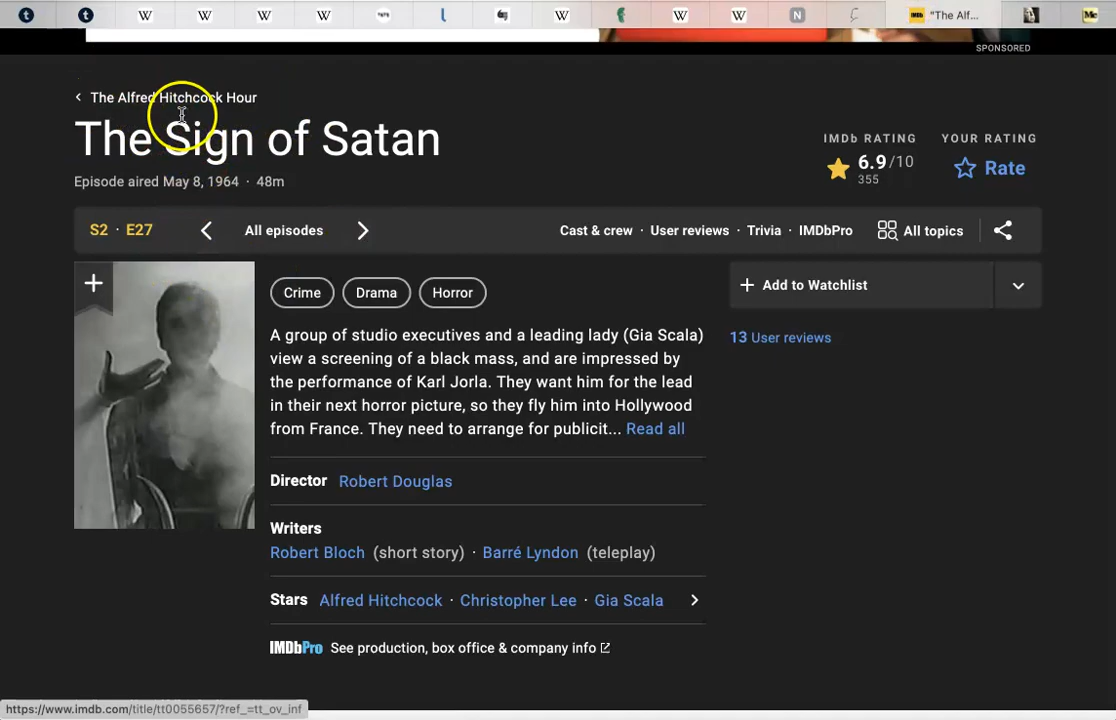 "The Alf...
SPONSORED
The Alfred Hitchcock Hour
The Sign of Satan
Episode aired May 8, 1964 · 48m
IMDb RATING
6.9/10
355
YOUR RATING
Rate
S2 · E27
All episodes
Cast & crew · User reviews · Trivia · IMDbPro
All topics
Crime
Drama
Horror
A group of studio executives and a leading lady (Gia Scala)
view a screening of a black mass, and are impressed by
the performance of Karl Jorla. They want him for the lead
in their next horror picture, so they fly him into Hollywood
from France. They need to arrange for publicit... Read all
+ Add to Watchlist
13 User reviews
Director Robert Douglas
Writers
Robert Bloch (short story) · Barré Lyndon (teleplay)
Stars Alfred Hitchcock · Christopher Lee · Gia Scala
IMDbPro See production, box office & company info
https://www.imdb.com/title/tt0055657/?ref_=tt_ov_inf